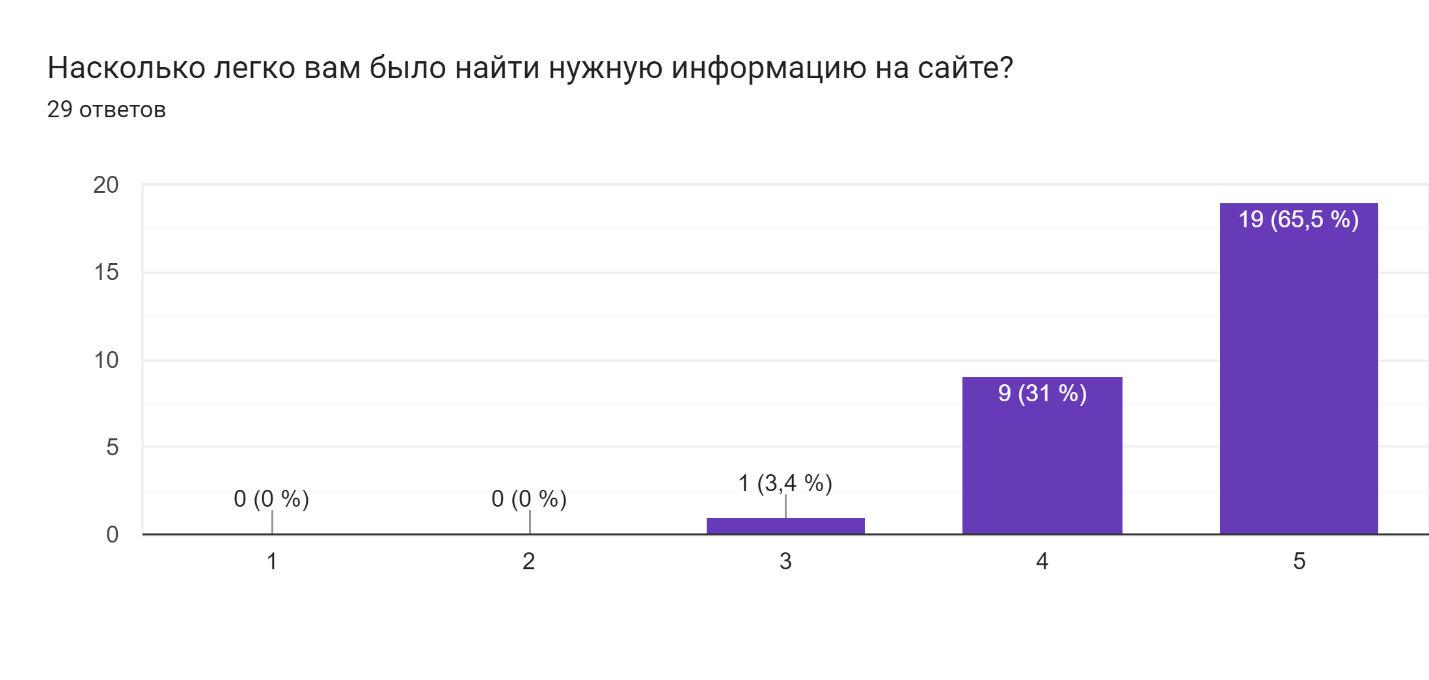 Насколько легко вам было найти нужную информацию на сайте?
29 ответов
20
15
10
5
0
0 (0 %)
0 (0 %)
1 (3,4 %)
9 (31 %)
19 (65,5 %)
1
2
3
4
5